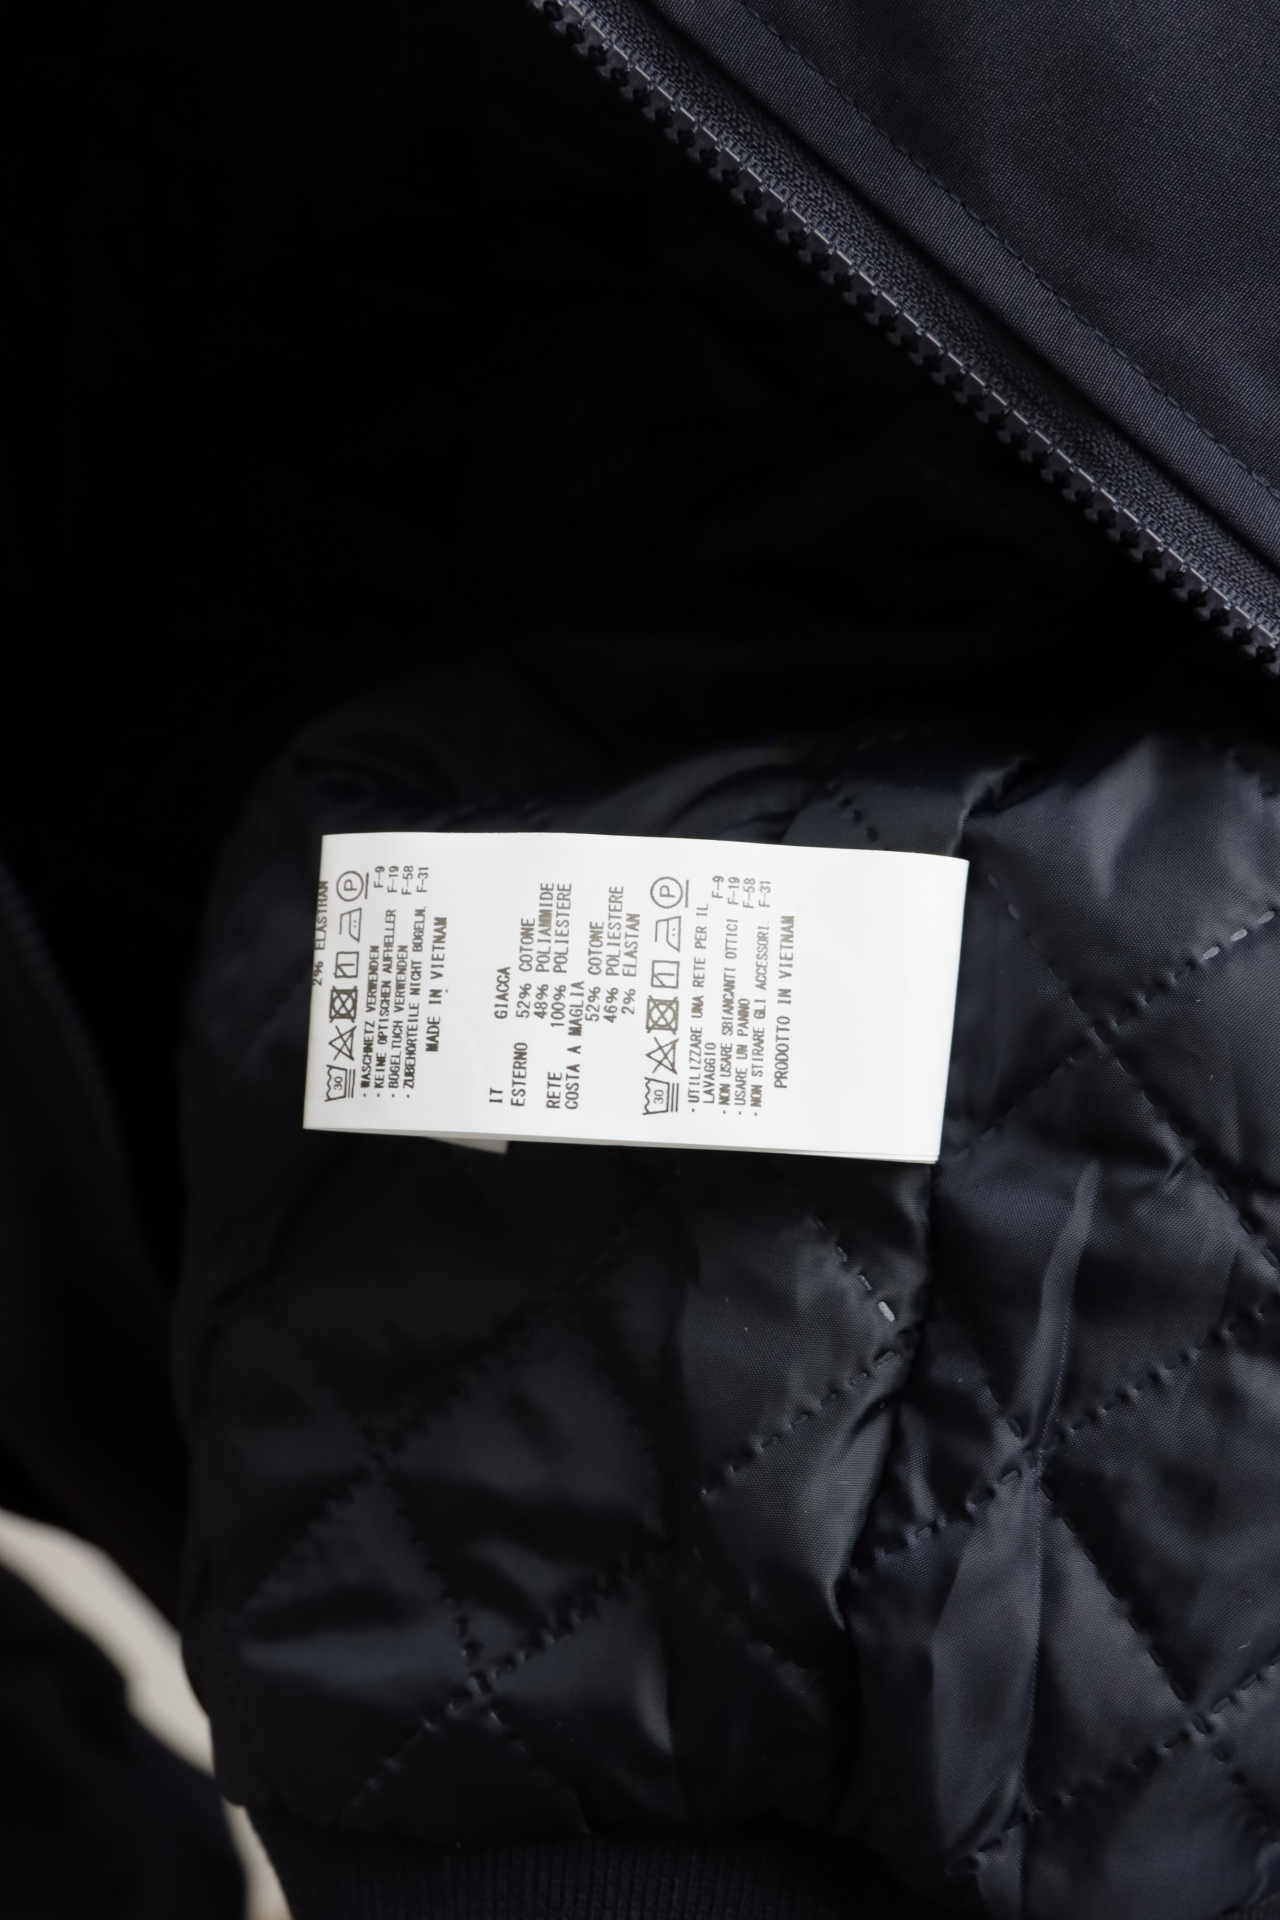 2% ELASTHAN
30 P
- WASCHNETZ VERWENDEN F-9
- KEINE OPTISCHEN AUFHELLER F-19
- BÜGELTUCH VERWENDEN F-58
- ZUBEHÖRTEILE NICHT BÜGELN. F-31
MADE IN VIETNAM
IT GIACCA
ESTERNO 52% COTONE
48% POLIAMMIDE
RETE 100% POLIESTERE
COSTA A MAGLIA
52% COTONE
46% POLIESTERE
2% ELASTAN
30 P
- UTILIZZARE UNA RETE PER IL F-9
LAVAGGIO
- NON USARE SBIANCANTI OTTICI F-19
- USARE UN PANNO F-58
- NON STIRARE GLI ACCESSORI. F-31
PRODOTTO IN VIETNAM